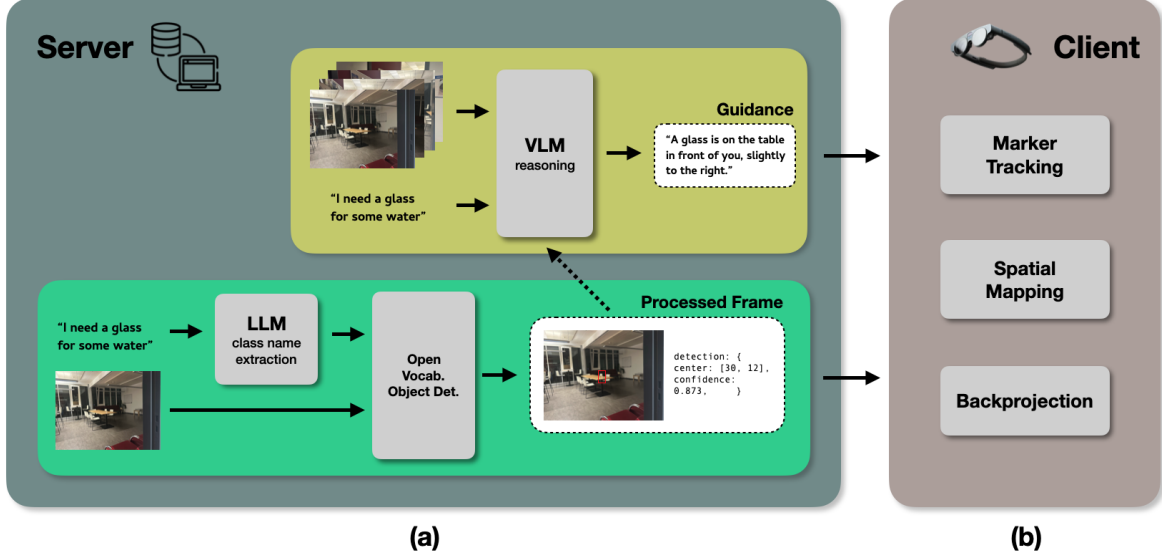 Server
Client
Guidance
"A glass is on the table
in front of you, slightly
to the right."
VLM
reasoning
"I need a glass
for some water"
Marker
Tracking
Spatial
Mapping
Backprojection
Processed Frame
"I need a glass
for some water"
LLM
class name
extraction
Open
Vocab.
Object Det.
detection: {
center: [30, 12],
confidence:
0.873,     }
(a)
(b)